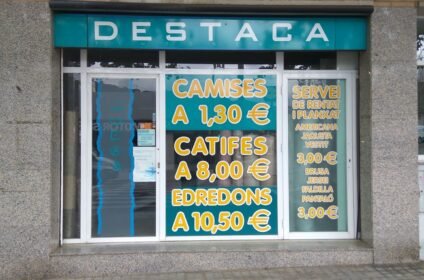 DESTACA
CAMISES
A 1,30 €
CATIFES
A 8,00 €
EDREDONS
A 10,50 €
SERVEI
DE RENTAT
I PLANXAT
AMERICANA
JAQUETA
VESTIT
3,90 €
BRUSA
JERSEI
FALDILLA
PANTALÓ
3,80 €